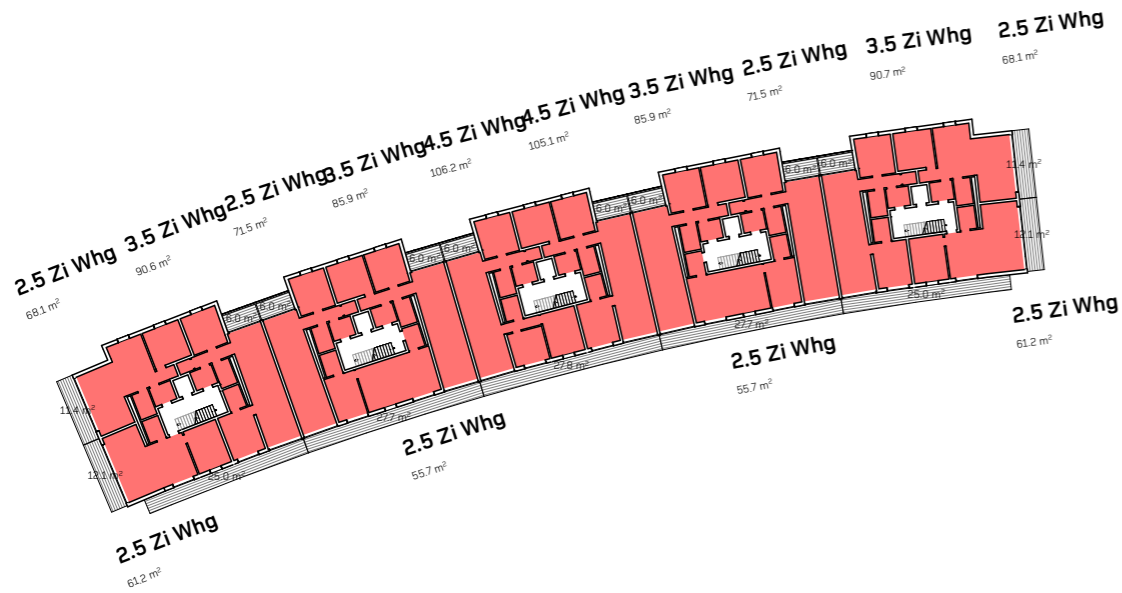 2.5 Zi Whg
68.1 m²
3.5 Zi Whg
90.6 m²
2.5 Zi Whg
71.5 m²
3.5 Zi Whg
85.9 m²
4.5 Zi Whg
106.2 m²
4.5 Zi Whg
105.1 m²
3.5 Zi Whg
85.9 m²
2.5 Zi Whg
71.5 m²
3.5 Zi Whg
90.7 m²
2.5 Zi Whg
68.1 m²
11.4 m²
12.1 m²
6.0 m²
6.0 m²
6.0 m²
6.0 m²
6.0 m²
6.0 m²
6.0 m²
6.0 m²
11.4 m²
12.1 m²
25.0 m²
27.7 m²
27.8 m²
27.7 m²
25.0 m²
2.5 Zi Whg
61.2 m²
2.5 Zi Whg
55.7 m²
2.5 Zi Whg
55.7 m²
2.5 Zi Whg
61.2 m²